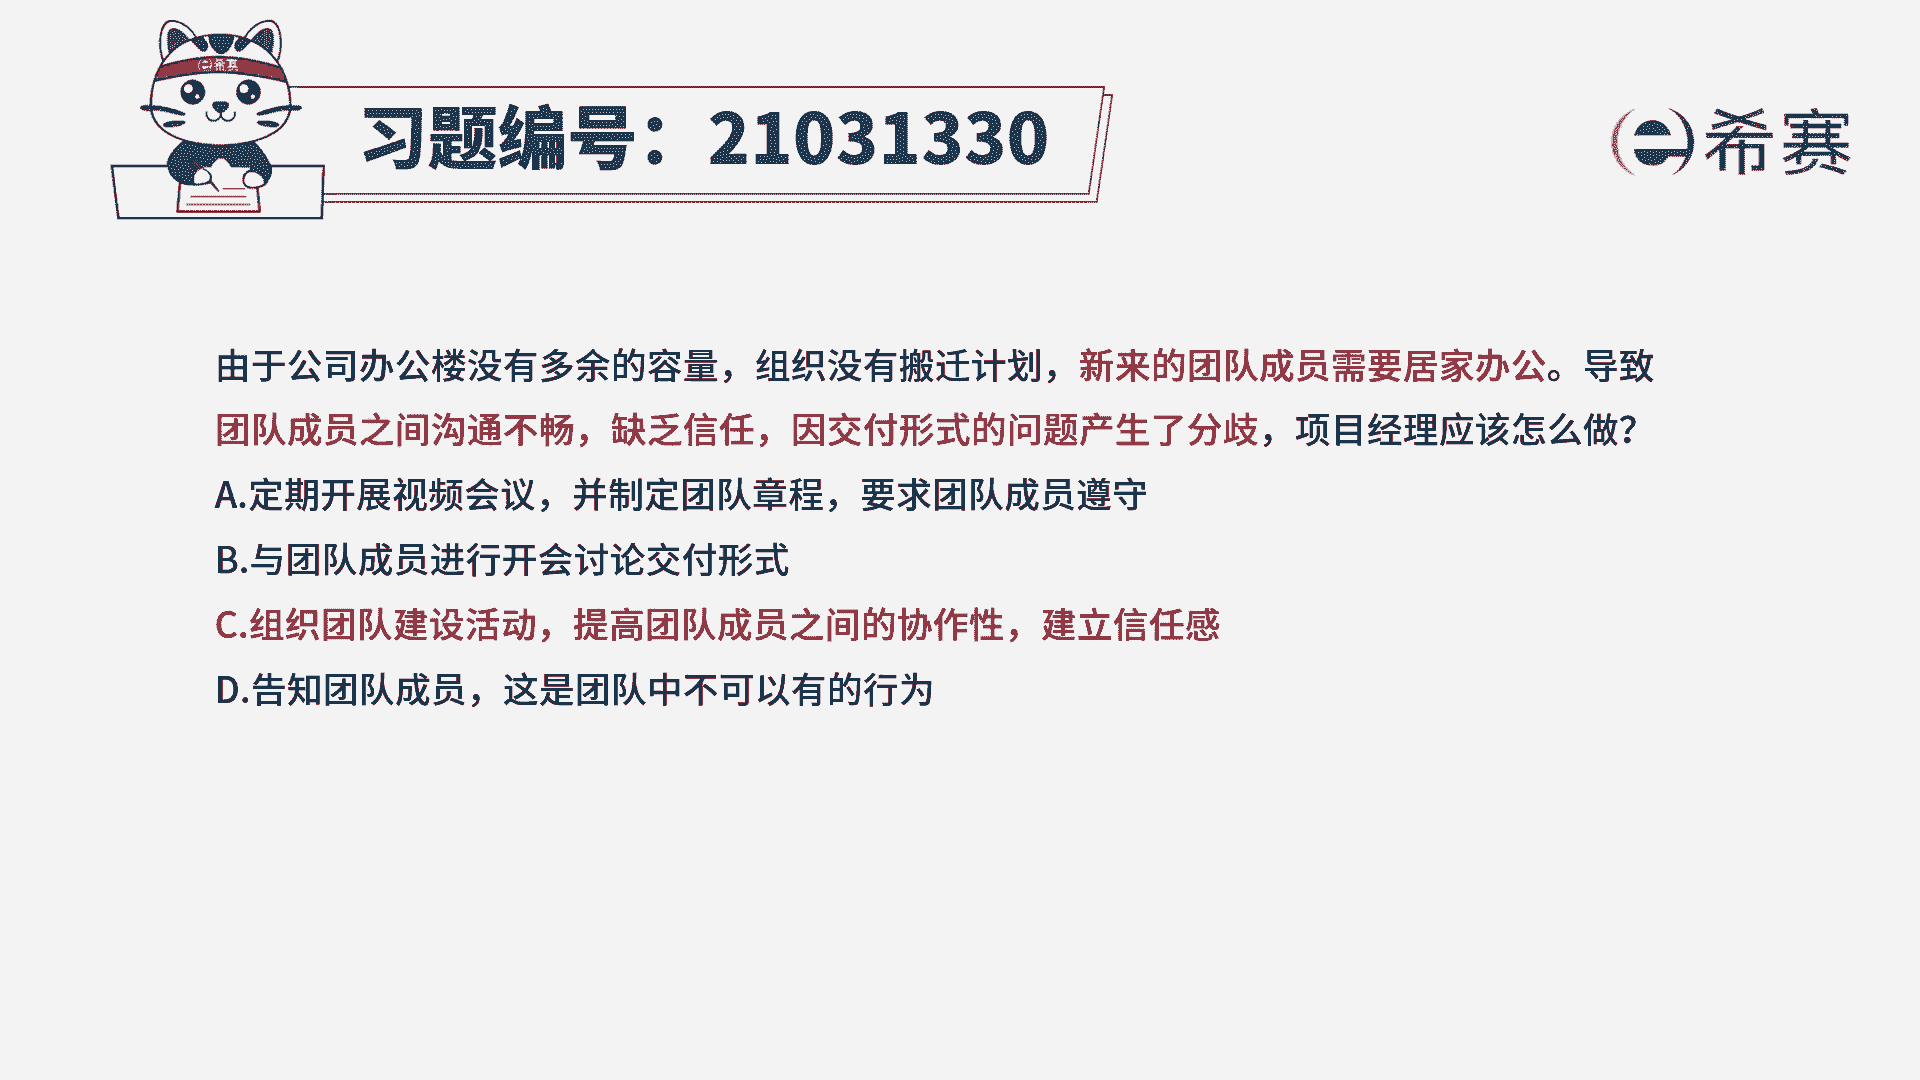 希赛
习题编号：21031330
希赛
由于公司办公楼没有多余的容量，组织没有搬迁计划，新来的团队成员需要居家办公。导致
团队成员之间沟通不畅，缺乏信任，因交付形式的问题产生了分歧，项目经理应该怎么做？
A.定期开展视频会议，并制定团队章程，要求团队成员遵守
B.与团队成员进行开会讨论交付形式
C.组织团队建设活动，提高团队成员之间的协作性，建立信任感
D.告知团队成员，这是团队中不可以有的行为